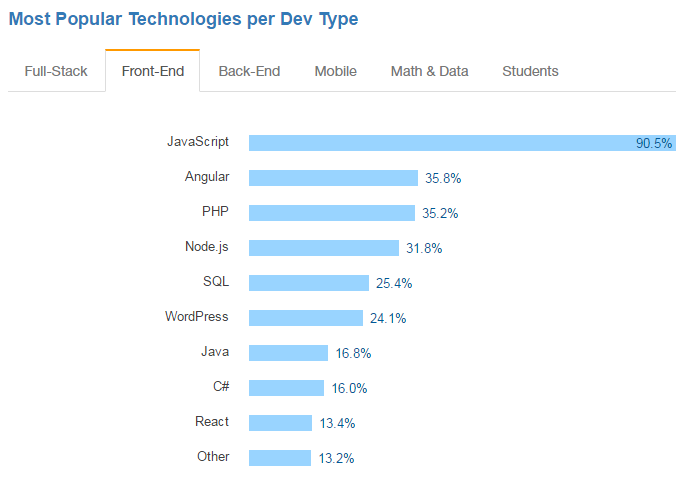 Most Popular Technologies per Dev Type
Full-Stack Front-End Back-End Mobile Math & Data Students
JavaScript 90.5%
Angular 35.8%
PHP 35.2%
Node.js 31.8%
SQL 25.4%
WordPress 24.1%
Java 16.8%
C# 16.0%
React 13.4%
Other 13.2%